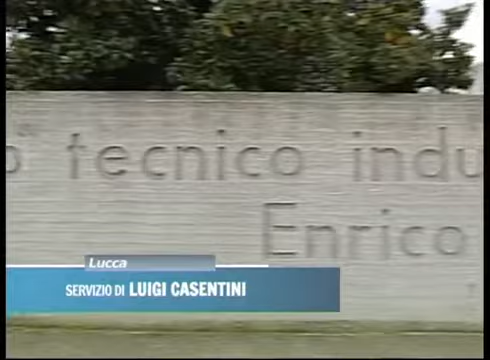 o tecnico indu
Enrico
Lucca
SERVIZIO DI LUIGI CASENTINI